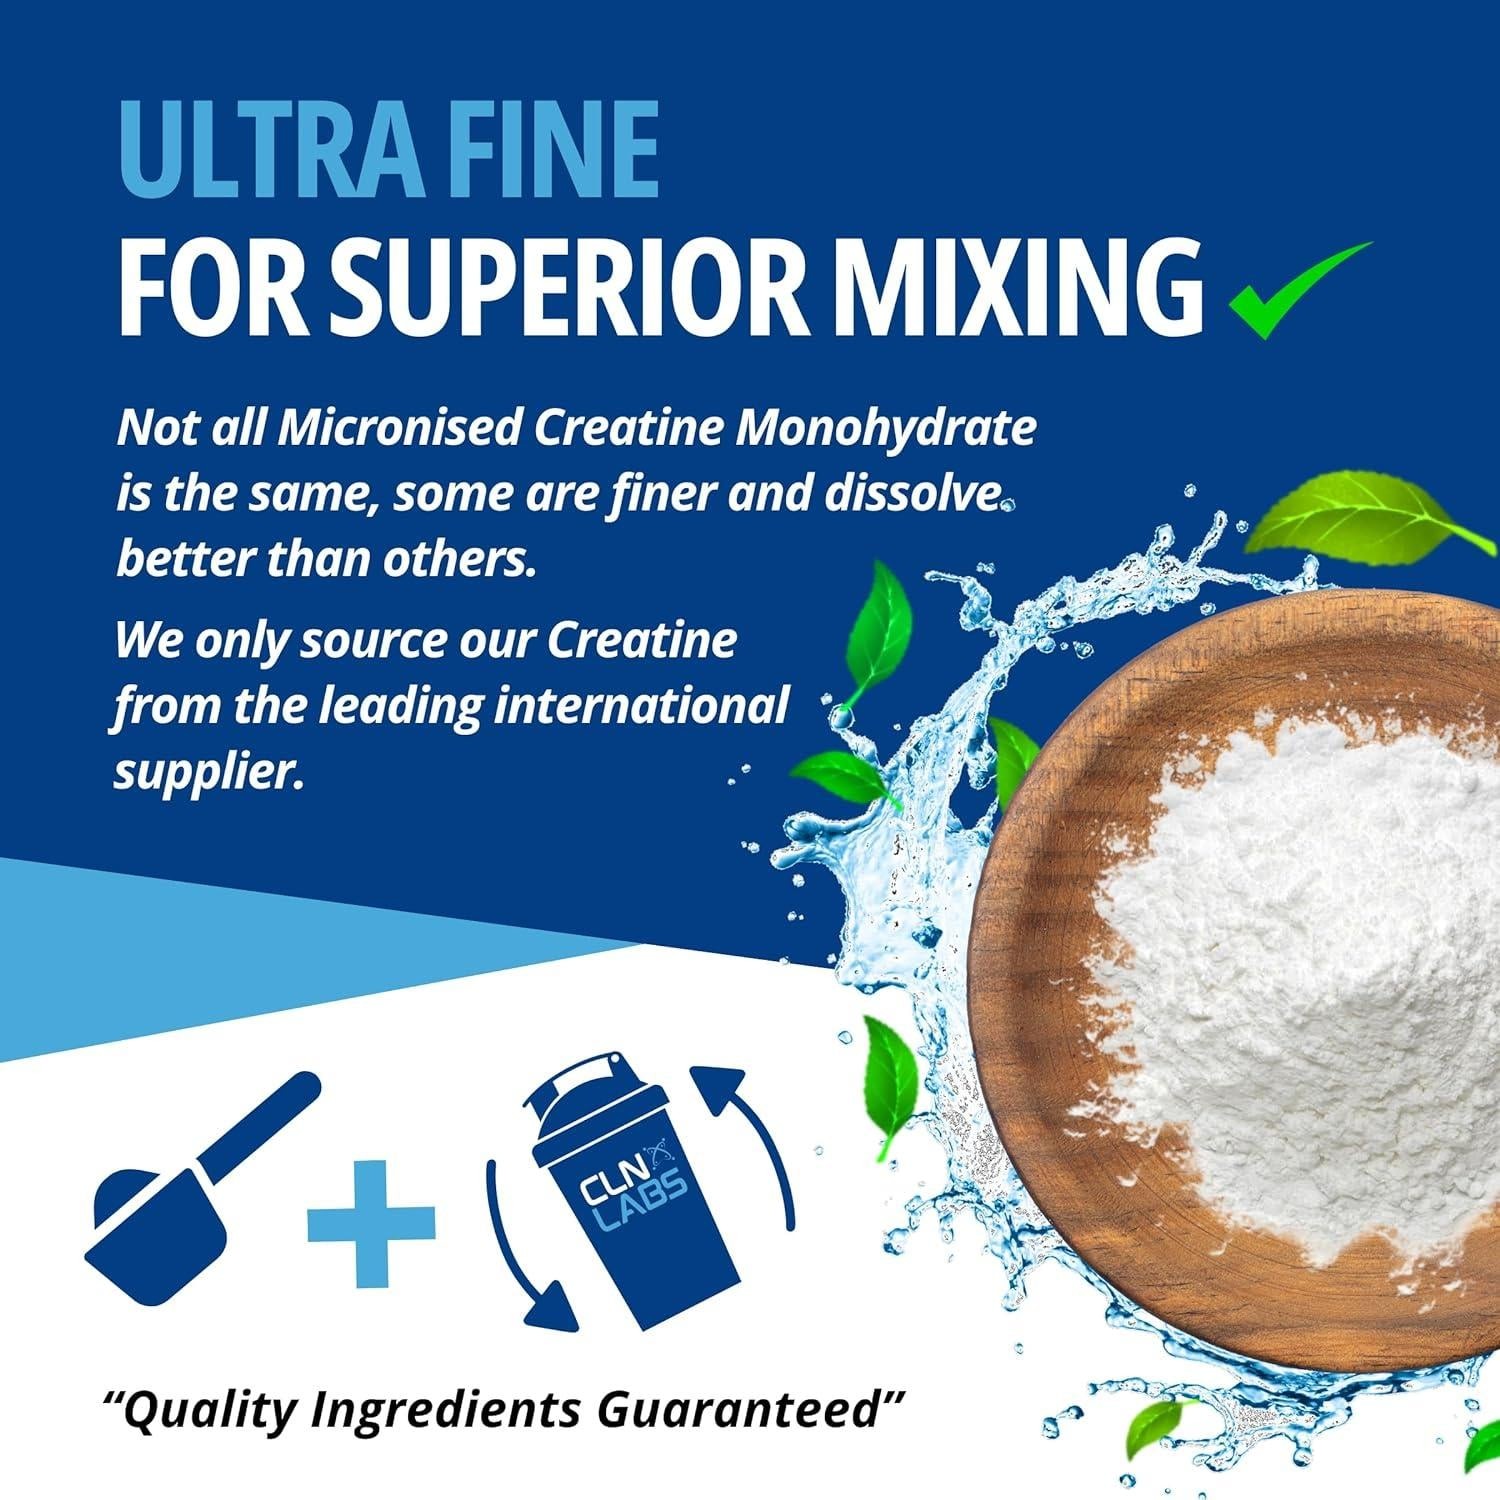 ULTRA FINE
FOR SUPERIOR MIXING
Not all Micronised Creatine Monohydrate
is the same, some are finer and dissolve
better than others.
We only source our Creatine
from the leading international
supplier.
CLN
LABS
“Quality Ingredients Guaranteed”